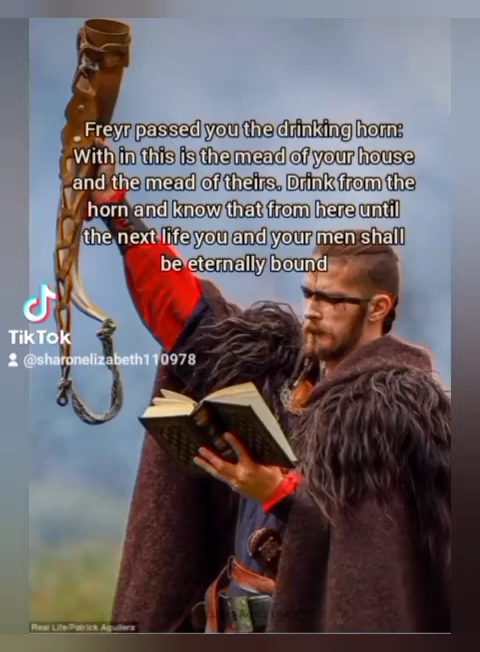 Freyr passed you the drinking horn:
With in this is the mead of your house
and the mead of theirs. Drink from the
horn and know that from here until
the next life you and your men shall
be eternally bound
TikTok
@sharonelizabeth110978
Real Life/Patrick Aguilera